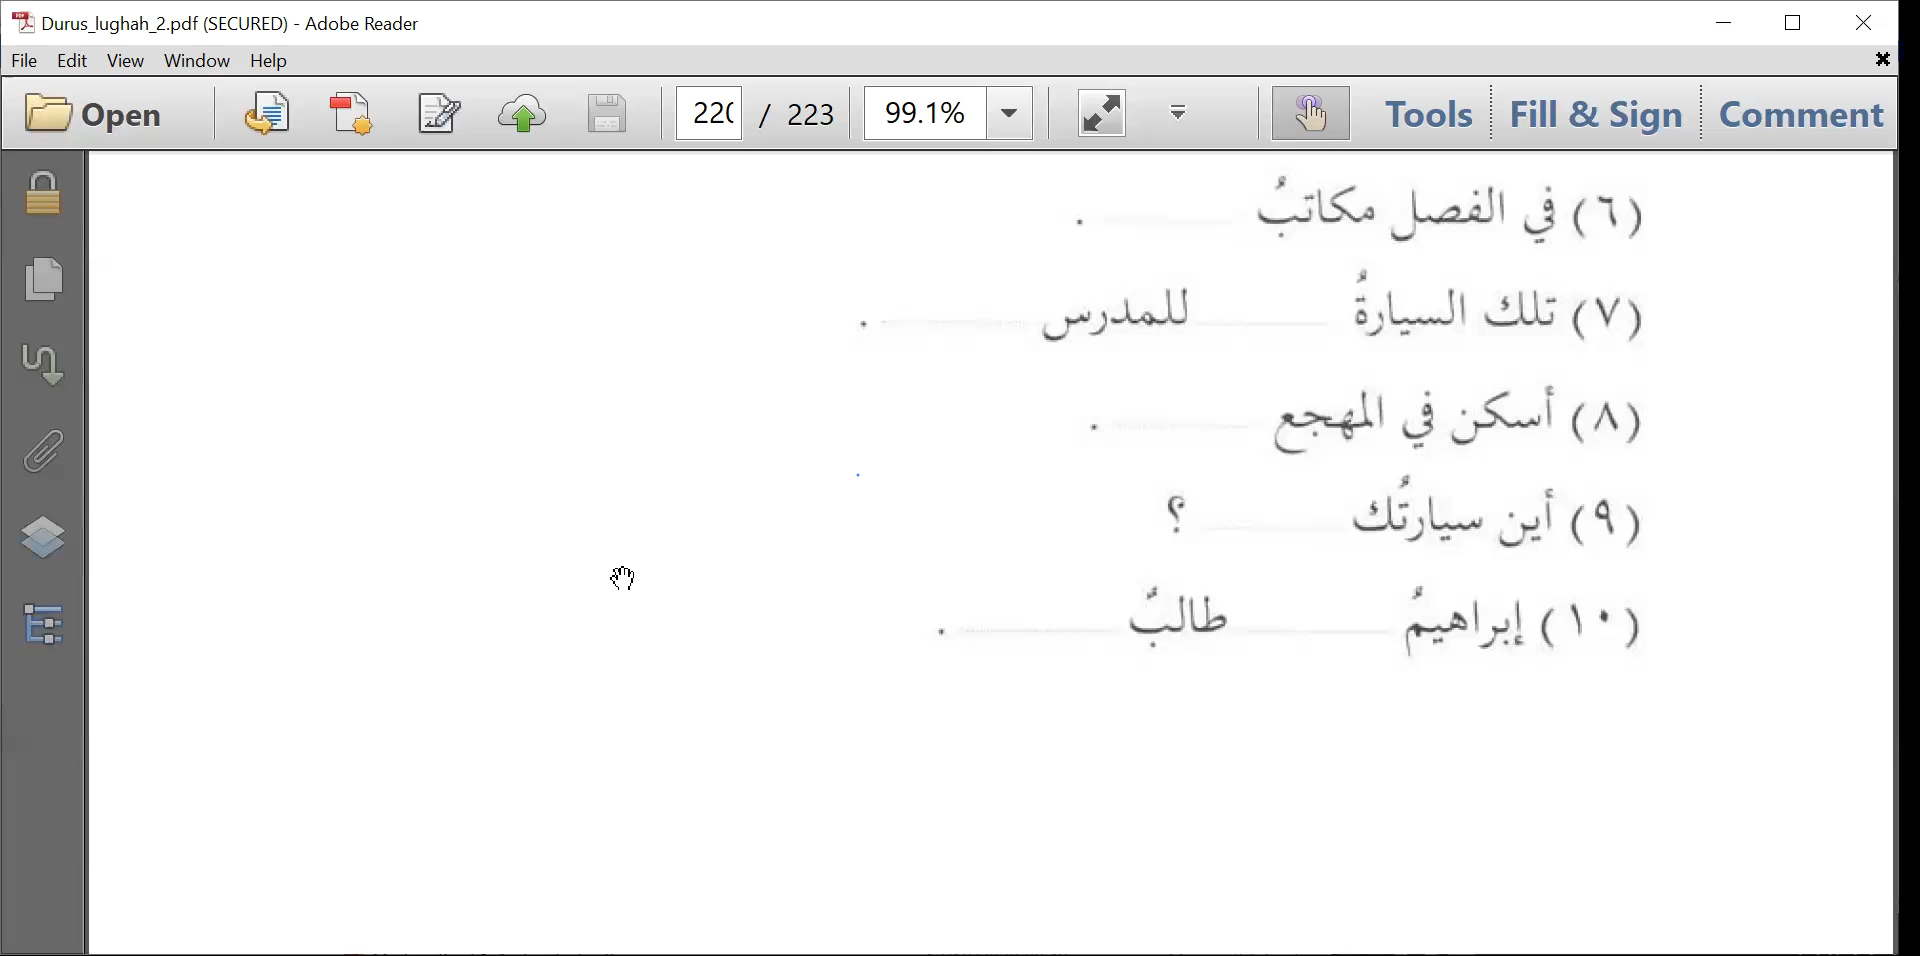 Durus_lughah_2.pdf (SECURED) - Adobe Reader
File Edit View Window Help
Open 220 / 223 99.1% Tools Fill & Sign Comment
(٦) في الفصل مكاتبُ .
(٧) تلك السيارةُ للمدرس .
(٨) أسكن في المهجع .
(٩) أين سيارتُك ؟
(١٠) إبراهيمُ طالبٌ .